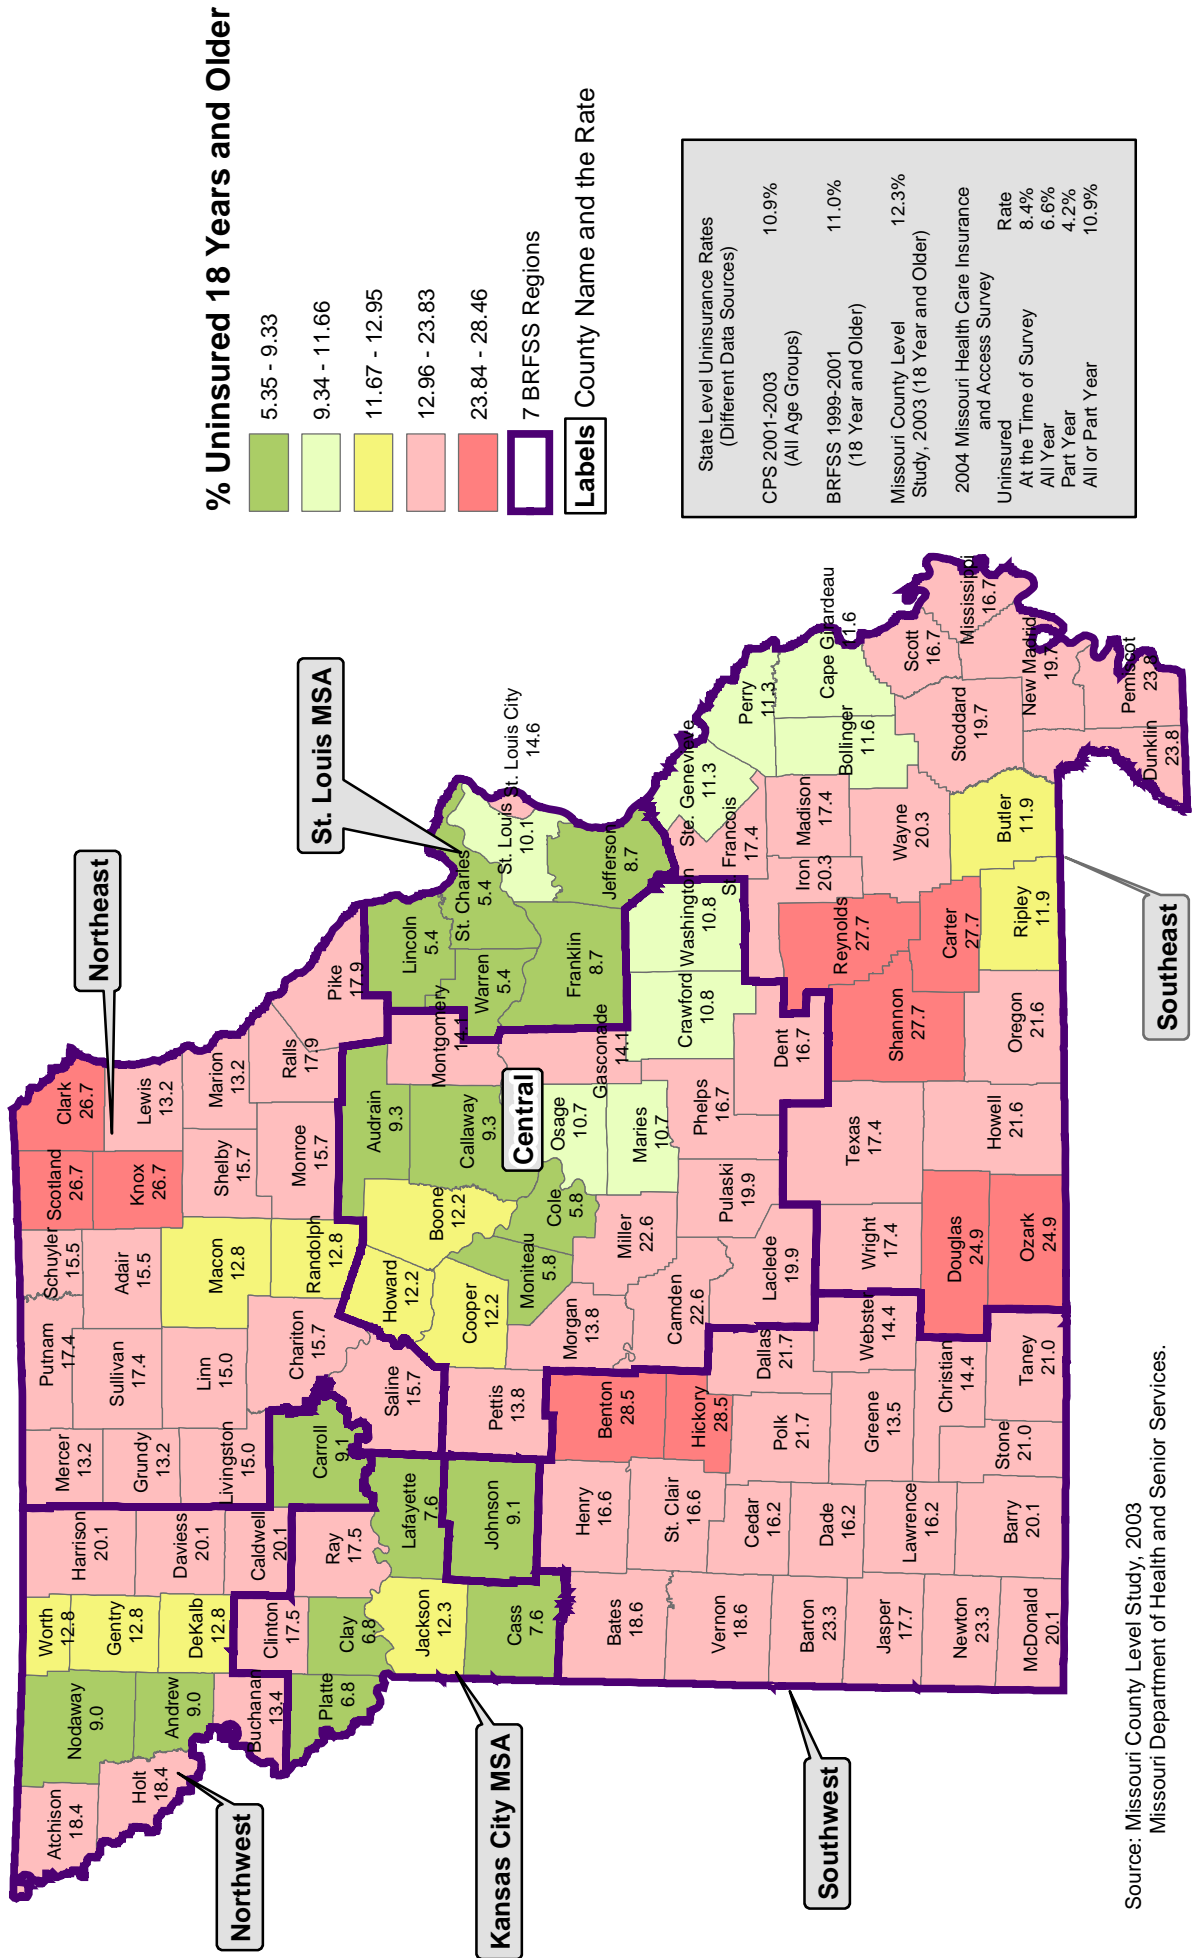 % Uninsured 18 Years and Older
5.35 - 9.33
9.34 - 11.66
11.67 - 12.95
12.96 - 23.83
23.84 - 28.46
7 BRFSS Regions
Labels County Name and the Rate
State Level Uninsurance Rates
(Different Data Sources)
CPS 2001-2003 10.9%
(All Age Groups)
BRFSS 1999-2001 11.0%
(18 Year and Older)
Missouri County Level 12.3%
Study, 2003 (18 Year and Older)
2004 Missouri Health Care Insurance
and Access Survey
Uninsured Rate
At the Time of Survey 8.4%
All Year 6.6%
Part Year 4.2%
All or Part Year 10.9%
Northwest
Northeast
St. Louis MSA
Kansas City MSA
Central
Southwest
Southeast
Atchison
18.4
Holt
18.4
Nodaway
9.0
Andrew
9.0
Buchanan
13.4
Worth
12.8
Gentry
12.8
DeKalb
12.8
Clinton
17.5
Platte
6.8
Clay
6.8
Jackson
12.3
Cass
7.6
Harrison
20.1
Daviess
20.1
Caldwell
20.1
Ray
17.5
Lafayette
7.6
Johnson
9.1
Mercer
13.2
Grundy
13.2
Livingston
15.0
Carroll
9.1
Saline
15.7
Pettis
13.8
Putnam
17.4
Sullivan
17.4
Linn
15.0
Chariton
15.7
Schuyler
15.5
Adair
15.5
Macon
12.8
Randolph
12.8
Howard
12.2
Cooper
12.2
Boone
12.2
Moniteau
5.8
Cole
5.8
Morgan
13.8
Miller
22.6
Camden
22.6
Scotland
26.7
Knox
26.7
Shelby
15.7
Monroe
15.7
Clark
26.7
Lewis
13.2
Marion
13.2
Ralls
17.9
Pike
17.9
Audrain
9.3
Callaway
9.3
Montgomery
14.1
Osage
10.7
Maries
10.7
Gasconade
14.1
Lincoln
5.4
Warren
5.4
St. Charles
5.4
St. Louis
10.1
St. Louis City
14.6
Franklin
8.7
Jefferson
8.7
Crawford
10.8
Washington
10.8
Phelps
16.7
Dent
16.7
Pulaski
19.9
Laclede
19.9
Benton
28.5
Hickory
28.5
Henry
16.6
St. Clair
16.6
Bates
18.6
Vernon
18.6
Barton
23.3
Jasper
17.7
Newton
23.3
McDonald
20.1
Cedar
16.2
Dade
16.2
Lawrence
16.2
Barry
20.1
Dallas
21.7
Polk
21.7
Webster
14.4
Greene
13.5
Christian
14.4
Stone
21.0
Taney
21.0
Wright
17.4
Texas
17.4
Douglas
24.9
Ozark
24.9
Howell
21.6
Oregon
21.6
Shannon
27.7
Reynolds
27.7
Carter
27.7
Ripley
11.9
Butler
11.9
Iron
20.3
Madison
17.4
Wayne
20.3
St. Francois
17.4
Ste. Genevieve
11.3
Perry
11.3
Bollinger
11.6
Cape Girardeau
11.6
Scott
16.7
Mississippi
16.7
Stoddard
19.7
New Madrid
19.7
Pemiscot
23.8
Dunklin
23.8
Source: Missouri County Level Study, 2003
Missouri Department of Health and Senior Services.